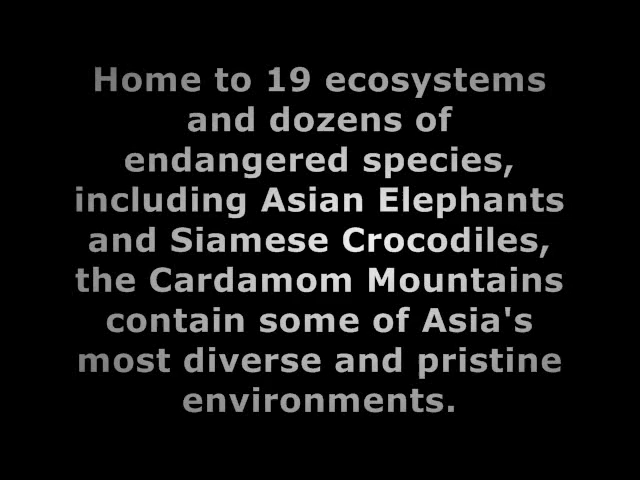 Home to 19 ecosystems
and dozens of
endangered species,
including Asian Elephants
and Siamese Crocodiles,
the Cardamom Mountains
contain some of Asia's
most diverse and pristine
environments.